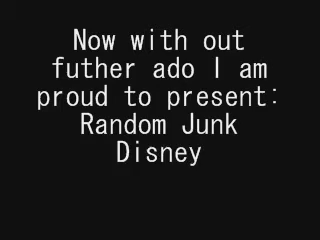 Now with out
futher ado I am
proud to present:
Random Junk
Disney